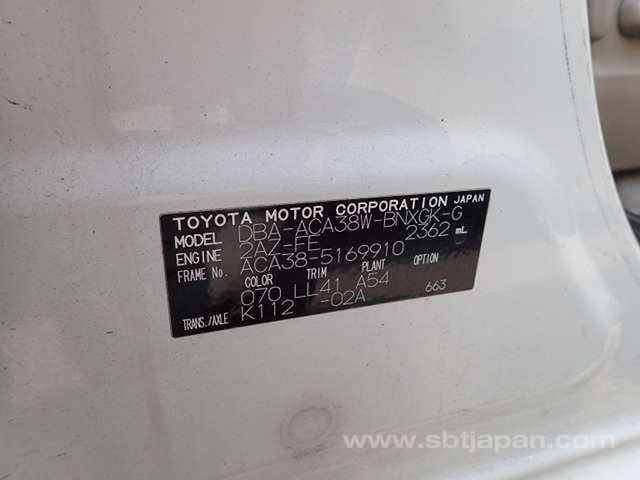 TOYOTA MOTOR CORPORATION JAPAN
MODEL DBA-ACA38W-BNXGK-G
ENGINE 2AZ-FE 2362 mL
FRAME NO. ACA38-5169910
COLOR TRIM PLANT OPTION
070 LL41 A54 663
TRANS./AXLE K112 -02A
www.sbtjapan.com